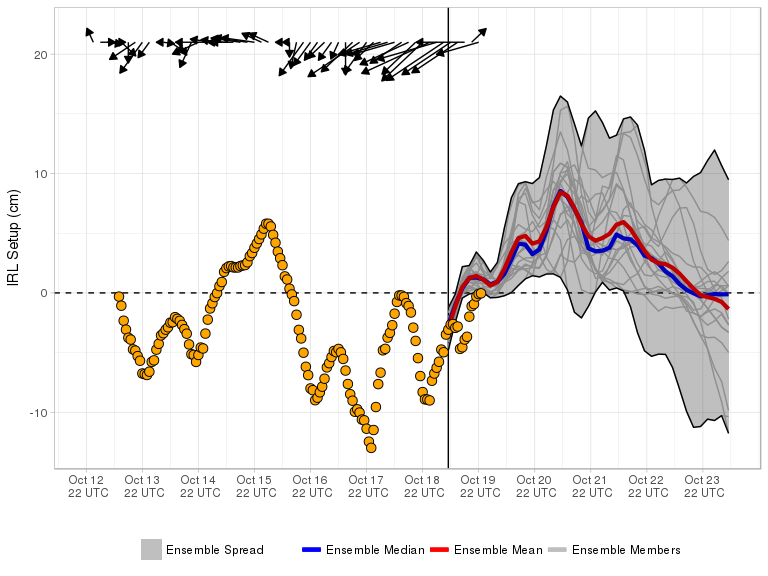 IRL Setup (cm)
20
10
0
-10
Oct 12 Oct 13 Oct 14 Oct 15 Oct 16 Oct 17 Oct 18 Oct 19 Oct 20 Oct 21 Oct 22 Oct 23
22 UTC 22 UTC 22 UTC 22 UTC 22 UTC 22 UTC 22 UTC 22 UTC 22 UTC 22 UTC 22 UTC 22 UTC
Ensemble Spread Ensemble Median Ensemble Mean Ensemble Members